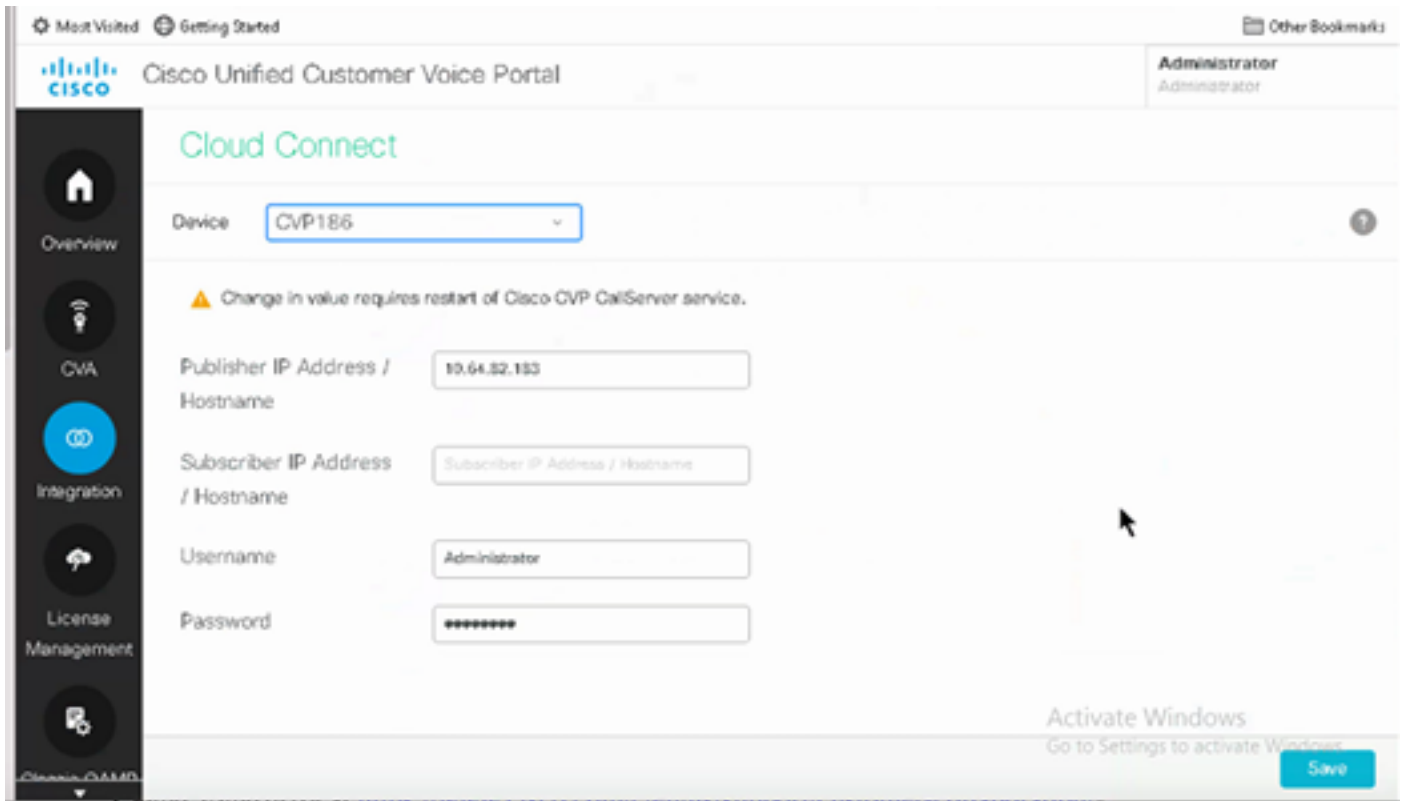 Most Visited Getting Started Other Bookmarks
CISCO Cisco Unified Customer Voice Portal
Administrator
Administrator
Cloud Connect
Device CVP186
Overview
Change in value requires restart of Cisco CVP CallServer service.
CVA
Publisher IP Address /
Hostname
10.64.82.183
Integration
Subscriber IP Address
/ Hostname
Subscriber IP Address / Hostname
Username Administrator
License
Management
Password
Activate Windows
Go to Settings to activate Windows.
Classic OAMP
Save